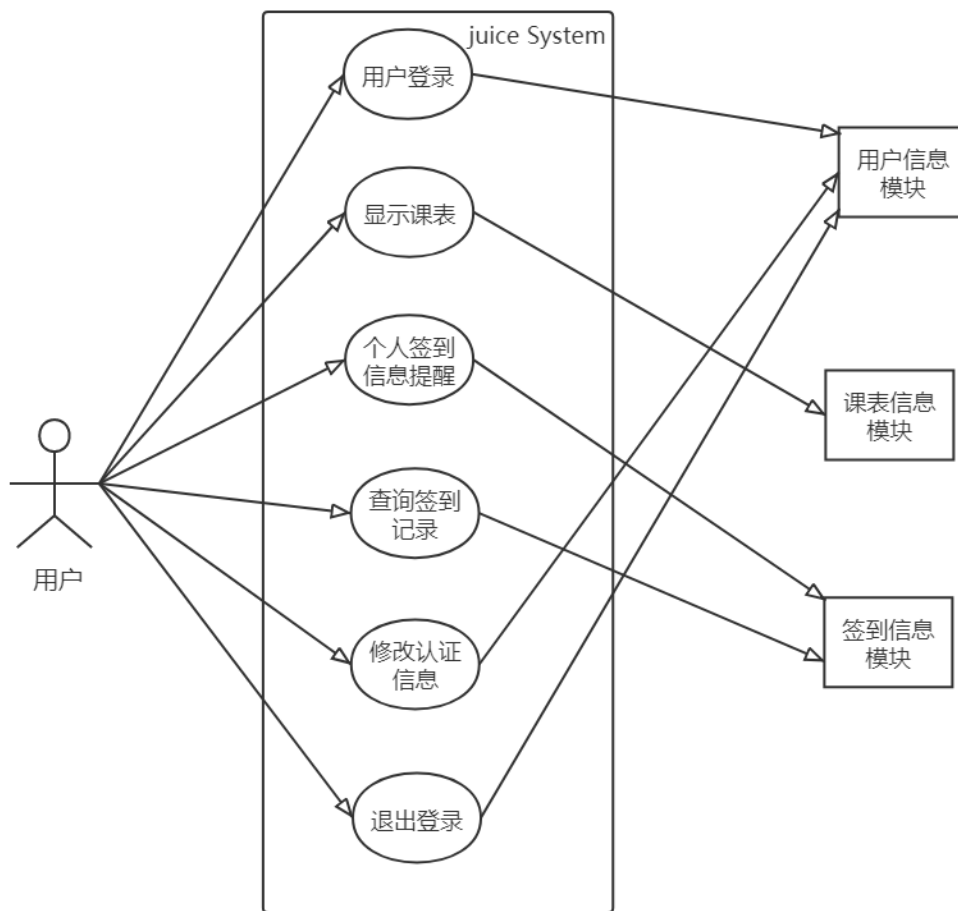 juice System
用户登录
用户信息
模块
显示课表
个人签到
信息提醒
课表信息
模块
查询签到
记录
用户
签到信息
模块
修改认证
信息
退出登录